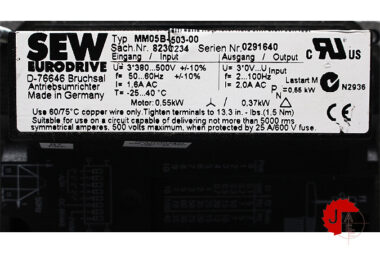 SEW
EURODRIVE
D-76646 Bruchsal
Antriebsumrichter
Made in Germany
Typ MM05B-503-00
Sach.Nr. 8230234 Serien Nr.0291640
Eingang / Input Ausgang / Output
U= 3*380...500V +/-10% U= 3*0V...U
f= 50...60Hz +/-10% f= 2...100Hz
I= 1,6A AC I= 2.0A AC
T= -25...40°C P N 0,55 kW
Motor: 0.55kW / 0,37kW
Lastart M
c UR US
N2936
Use 60/75°C copper wire only. Tighten terminals to 13.3 in. - lbs.(1.5 Nm)
Suitable for use on a circuit capable of delivering not more than 5000 rms
symmetrical amperes. 500 volts maximum, when protected by 25 A/600 V fuse.